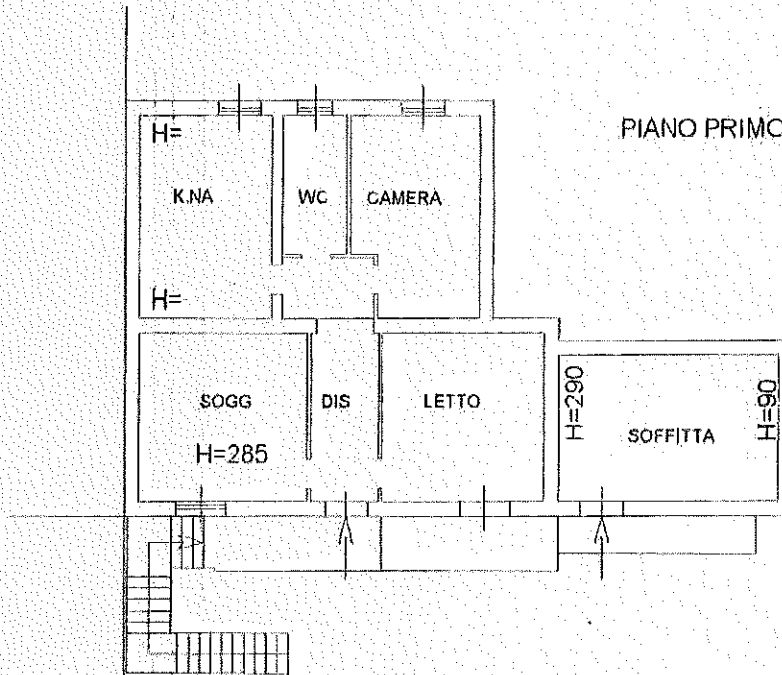 PIANO PRIMO
H=
K.NA
WC
CAMERA
H=
SOGG
DIS
LETTO
H=285
H=290
SOFFITTA
H=90